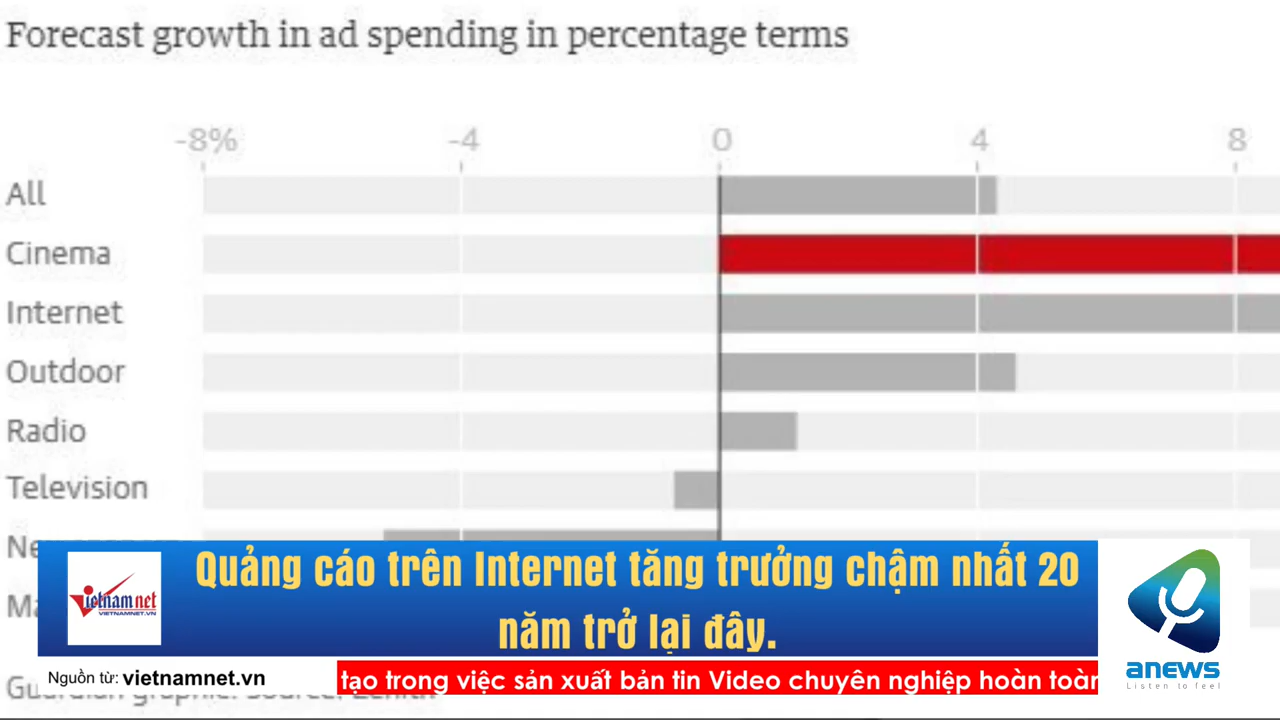 Forecast growth in ad spending in percentage terms
-8% -4 0 4 8
All
Cinema
Internet
Outdoor
Radio
Television
Quảng cáo trên Internet tăng trưởng chậm nhất 20
năm trở lại đây.
Vietnamnet
VIETNAMNET.VN
Nguồn từ: vietnamnet.vn
tạo trong việc sản xuất bản tin Video chuyên nghiệp hoàn toàn
anews
Listen to feel